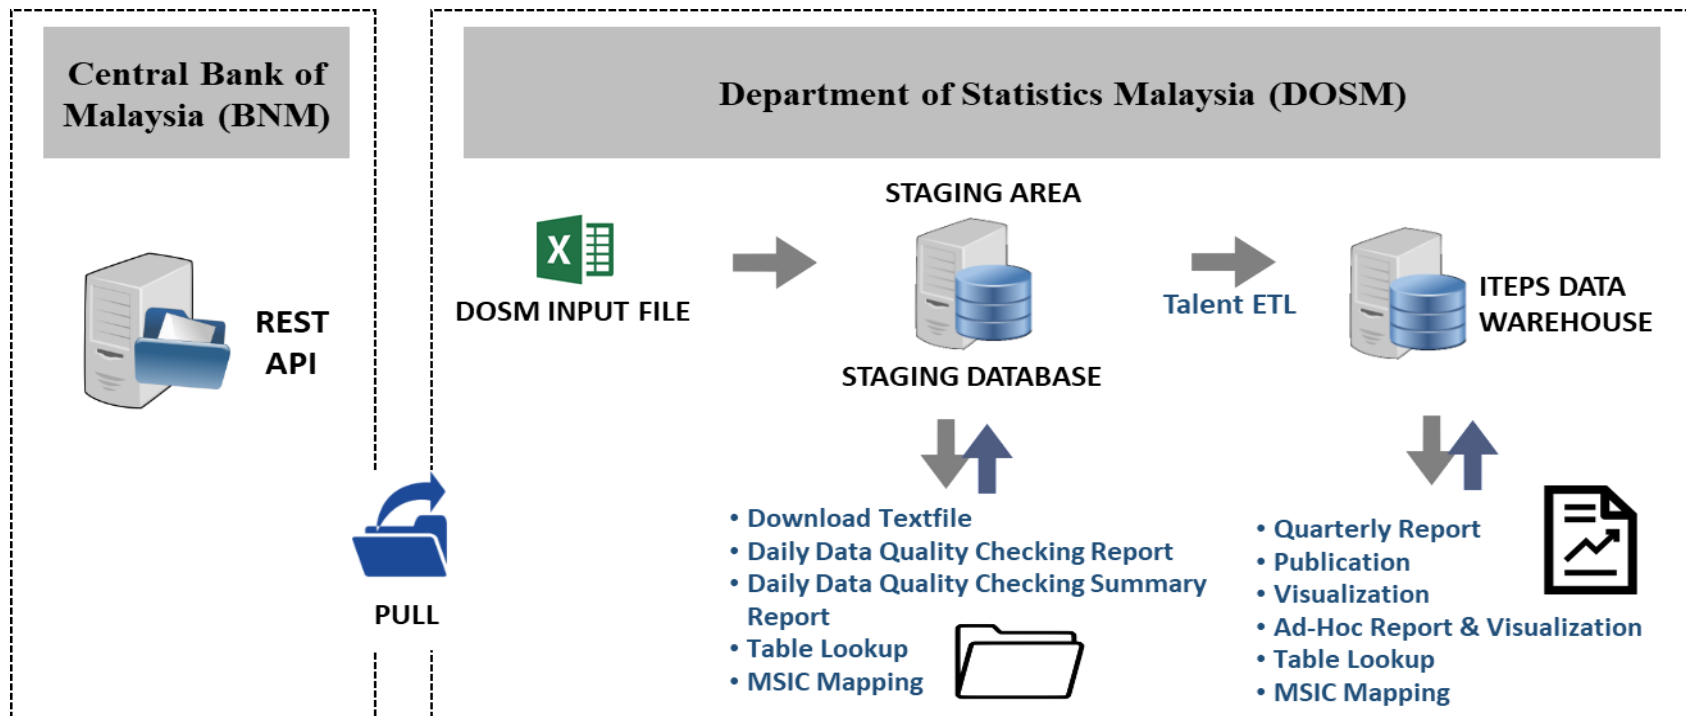 Central Bank of
Malaysia (BNM)
REST
API
PULL
Department of Statistics Malaysia (DOSM)
X
DOSM INPUT FILE
STAGING AREA
STAGING DATABASE
Talent ETL
ITEPS DATA
WAREHOUSE
• Download Textfile
• Daily Data Quality Checking Report
• Daily Data Quality Checking Summary
Report
• Table Lookup
• MSIC Mapping
• Quarterly Report
• Publication
• Visualization
• Ad-Hoc Report & Visualization
• Table Lookup
• MSIC Mapping